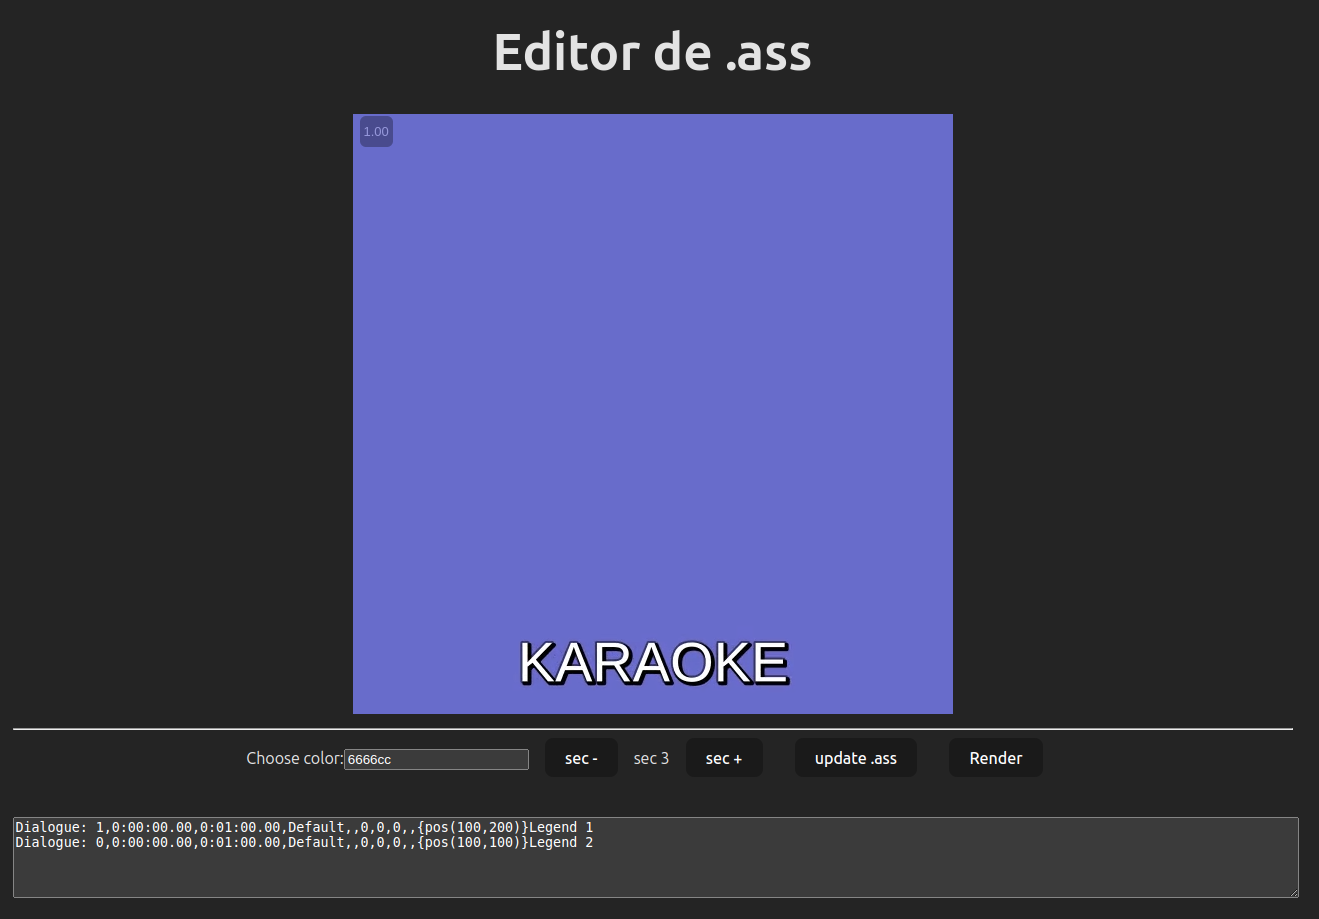 Editor de .ass
1.00
KARAOKE
Choose color: 6666cc sec - sec 3 sec + update .ass Render
Dialogue: 1,0:00:00.00,0:01:00.00,Default,,0,0,0,,{pos(100,200)}Legend 1
Dialogue: 0,0:00:00.00,0:01:00.00,Default,,0,0,0,,{pos(100,100)}Legend 2